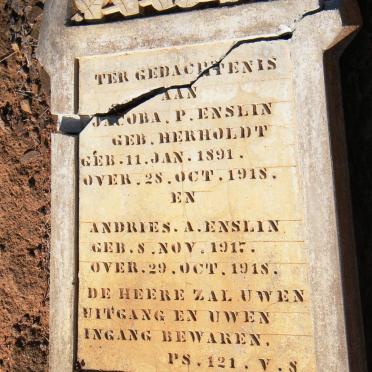 TER GEDACHTENIS
AAN
JACOBA. P. ENSLIN
GEB. HERHOLDT
GEB. 11. JAN. 1891.
OVER. 28. OCT. 1918.
EN
ANDRIES. A. ENSLIN
GEB. 8. NOV. 1917.
OVER. 29. OCT. 1918.
DE HEERE ZAL UWEN
UITGANG EN UWEN
INGANG BEWAREN.
PS. 121. V. 8